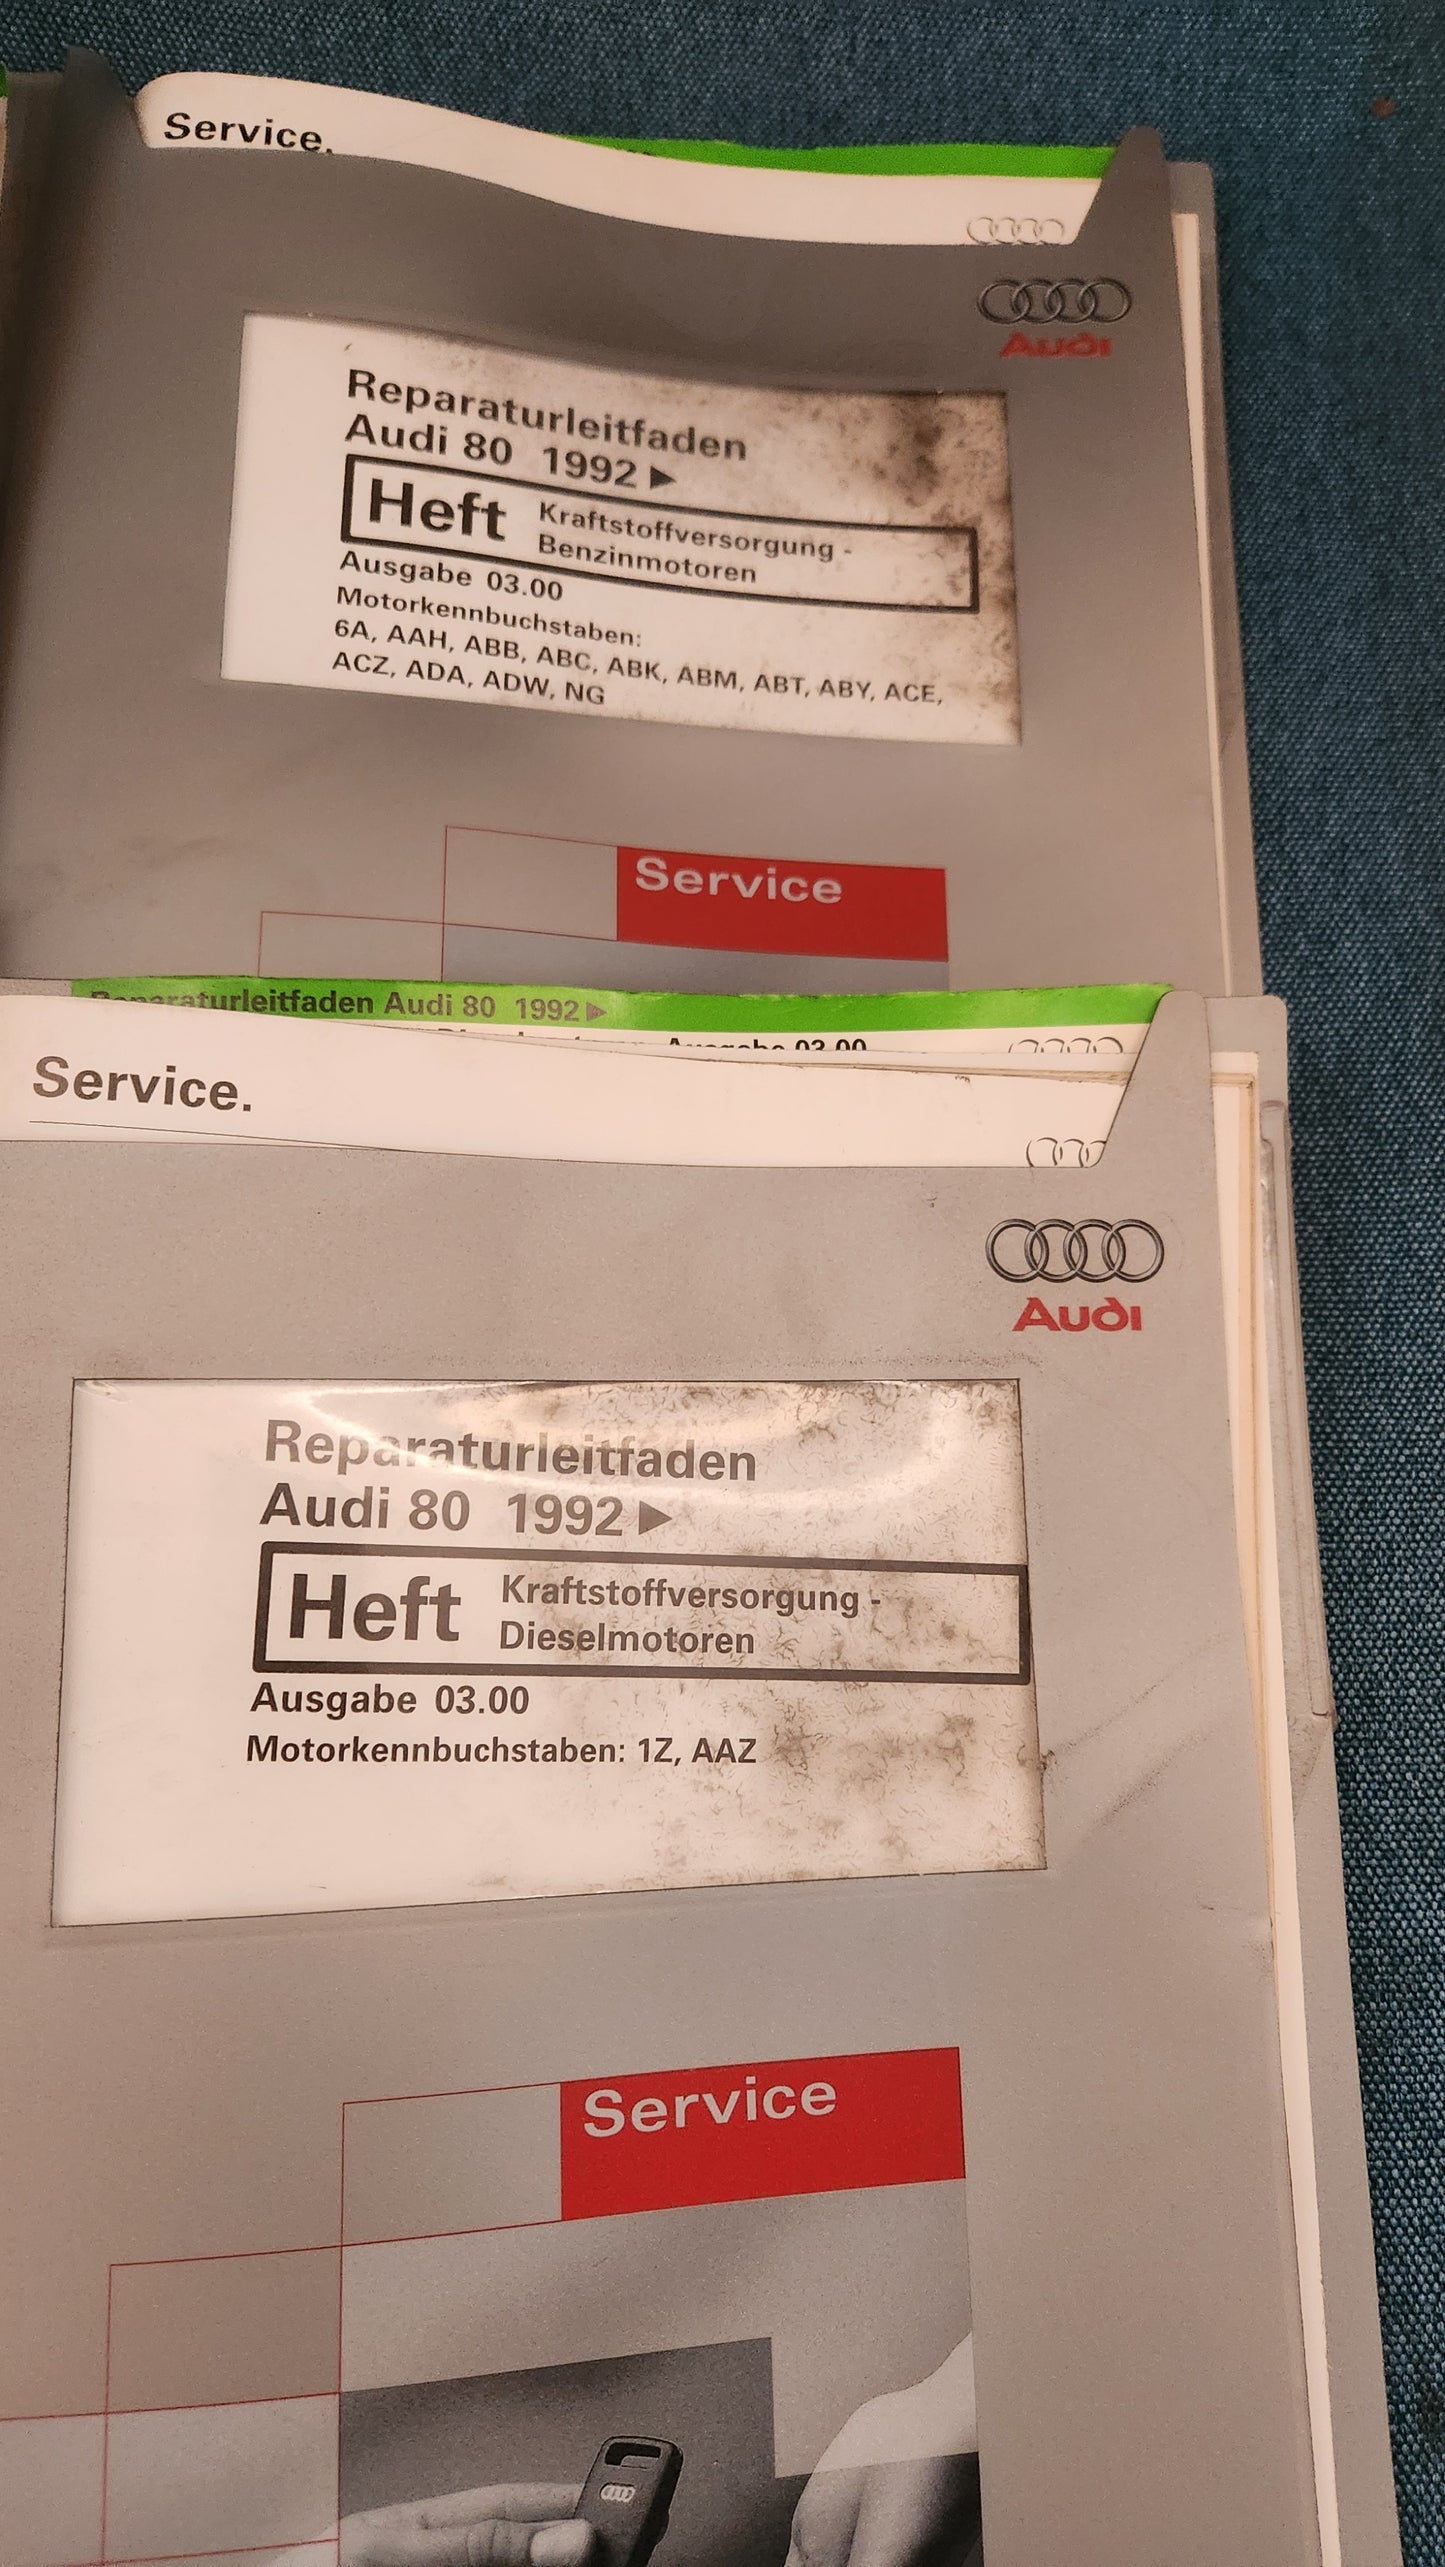 Service.
Audi
Reparaturleitfaden
Audi 80 1992 ►
Heft
Kraftstoffversorgung -
Benzinmotoren
Ausgabe 03.00
Motorkennbuchstaben:
6A, AAH, ABB, ABC, ABK, ABM, ABT, ABY, ACE,
ACZ, ADA, ADW, NG
Service
Reparaturleitfaden Audi 80 1992 ►
Ausgabe 03.00
Service.
Audi
Reparaturleitfaden
Audi 80 1992 ►
Heft
Kraftstoffversorgung -
Dieselmotoren
Ausgabe 03.00
Motorkennbuchstaben: 1Z, AAZ
Service